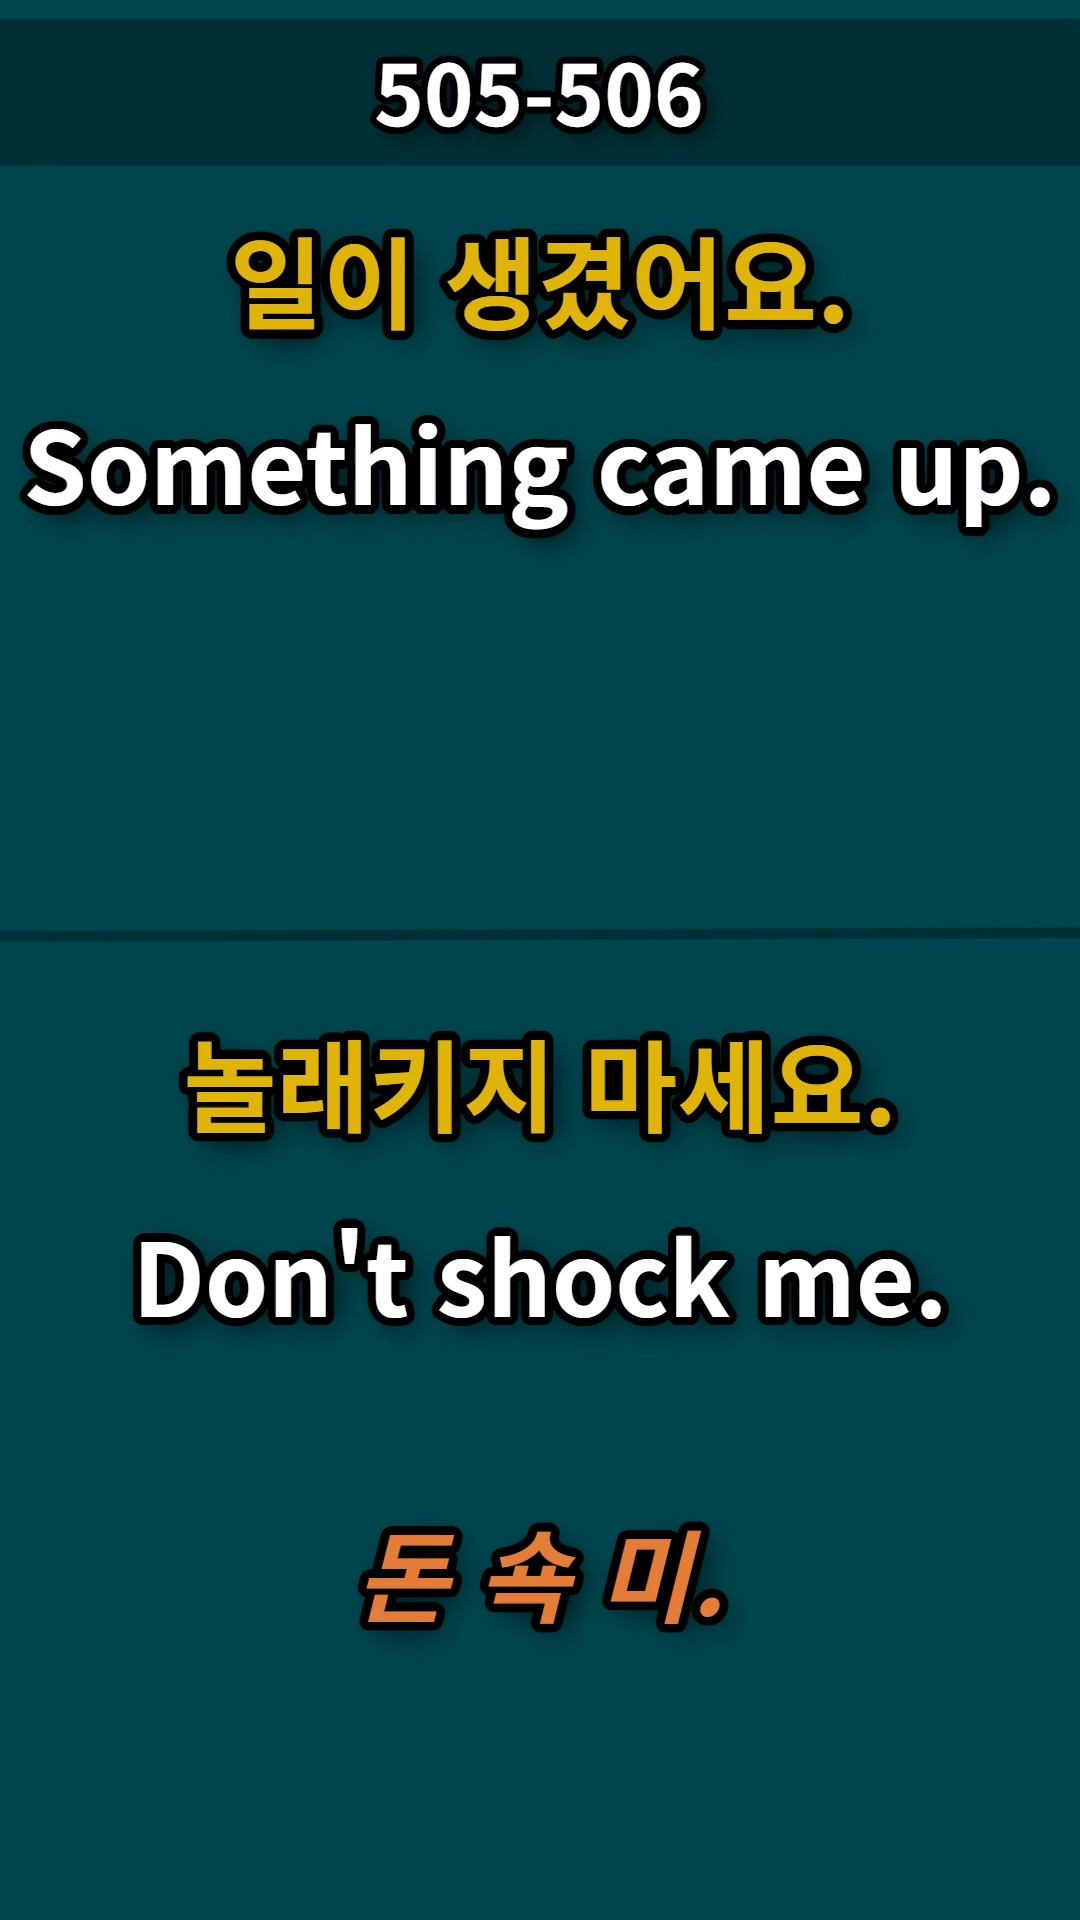 505-506
일이 생겼어요.
Something came up.
놀래키지 마세요.
Don't shock me.
돈 쇽 미.